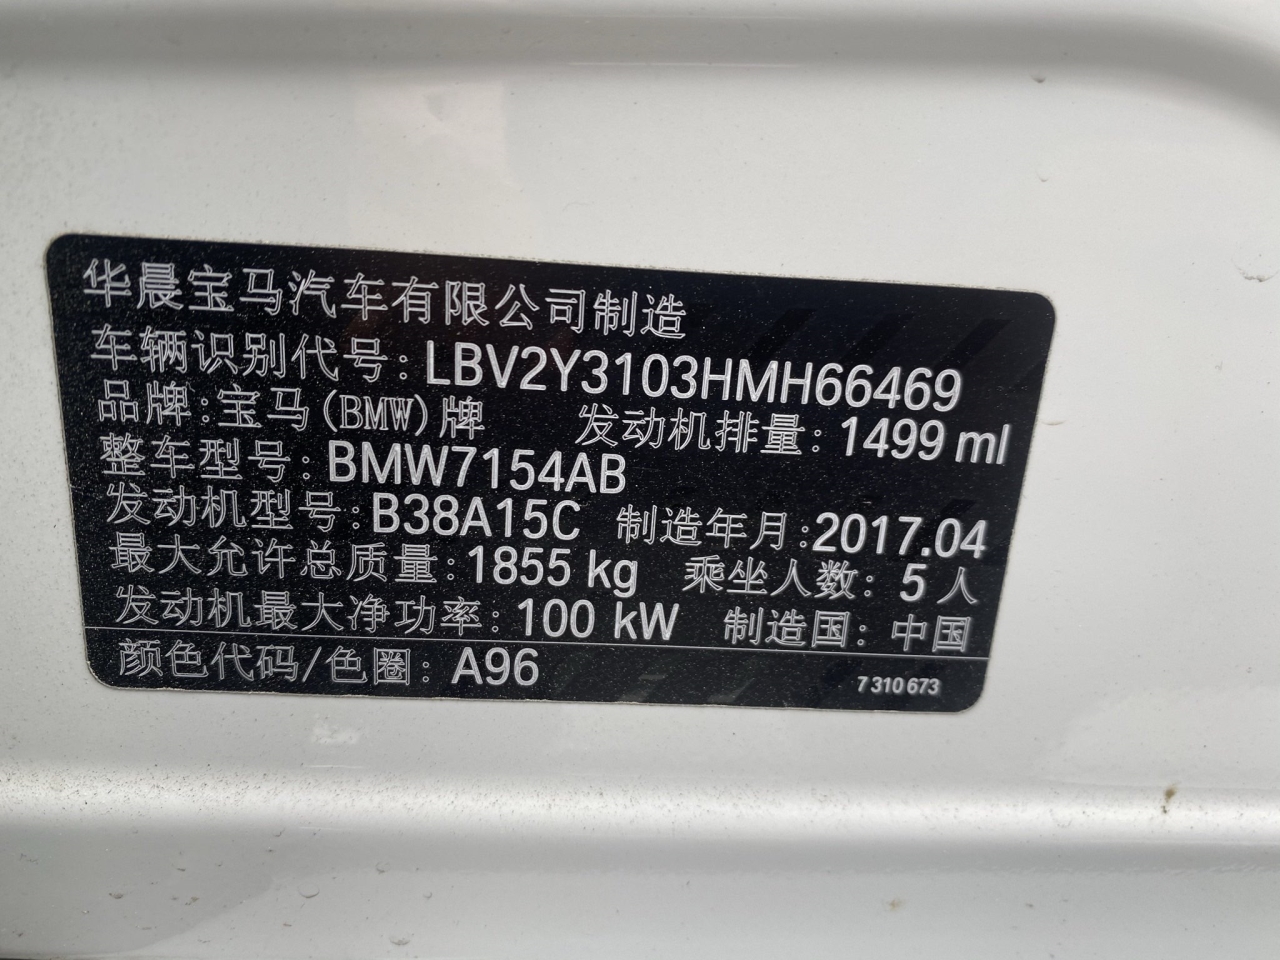 华晨宝马汽车有限公司制造
车辆识别代号: LBV2Y3103HMH66469
品牌:宝马(BMW)牌 发动机排量: 1499 ml
整车型号: BMW7154AB
发动机型号: B38A15C 制造年月:2017.04
最大允许总质量: 1855 kg 乘坐人数: 5人
发动机最大净功率: 100 kW 制造国: 中国
颜色代码/色圈: A96 7310673